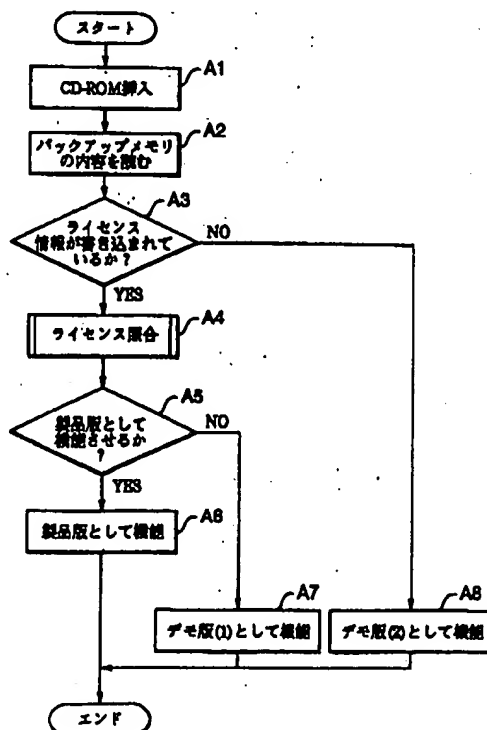 スタート
A1
CD-ROM挿入
A2
バックアップメモリ
の内容を読む
A3
ライセンス
情報が書き込まれて
いるか？
NO
YES
A4
ライセンス照合
A5
製品版として
機能させるか
？
NO
YES
A6
製品版として機能
A7
デモ版(1)として機能
A8
デモ版(2)として機能
エンド